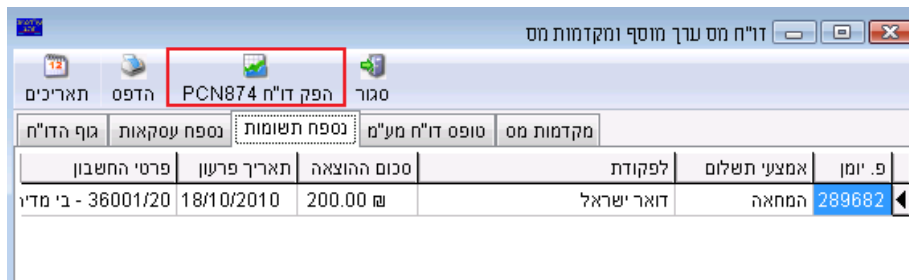 דו"ח מס ערך מוסף ומקדמות מס
סגור הפק דו"ח PCN874 הדפס תאריכים
מקדמות מס טופס דו"ח מע"מ נספח תשומות נספח עסקאות גוף הדו"ח
פ. יומן אמצעי תשלום לפקודת סכום ההוצאה תאריך פרעון פרטי החשבון
289682 המחאה דואר ישראל 200.00 ₪ 18/10/2010 36001/20 - בי מדיר